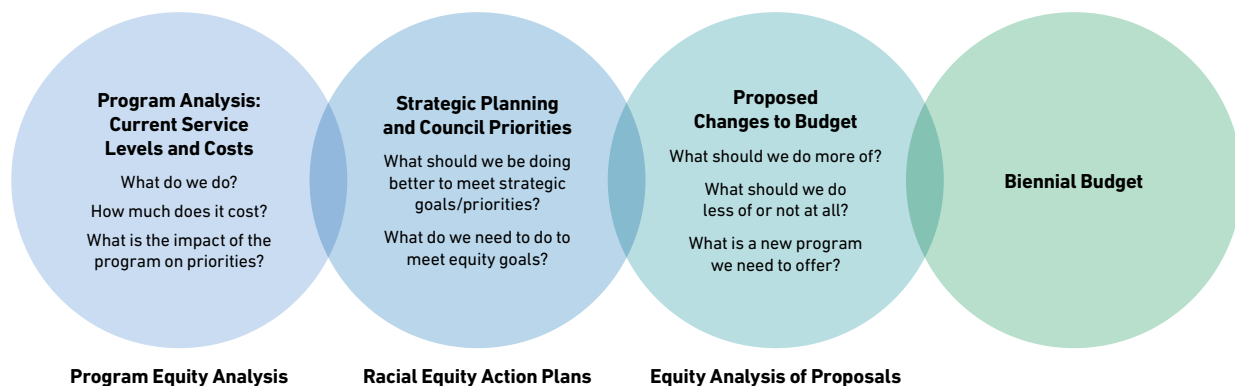 Program Analysis:
Current Service
Levels and Costs
What do we do?
How much does it cost?
What is the impact of the
program on priorities?
Strategic Planning
and Council Priorities
What should we be doing
better to meet strategic
goals/priorities?
What do we need to do to
meet equity goals?
Proposed
Changes to Budget
What should we do more of?
What should we do
less of or not at all?
What is a new program
we need to offer?
Biennial Budget
Program Equity Analysis
Racial Equity Action Plans
Equity Analysis of Proposals